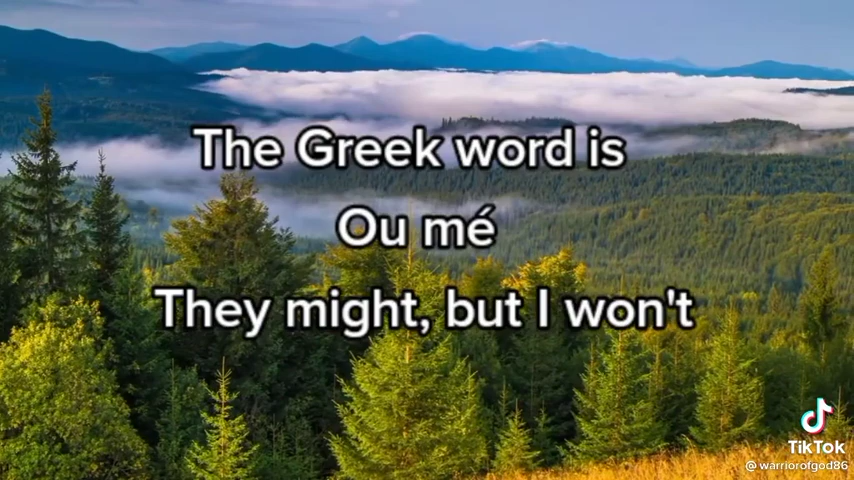 The Greek word is
Ou mé
They might, but I won't
TikTok
@warriorofgod86